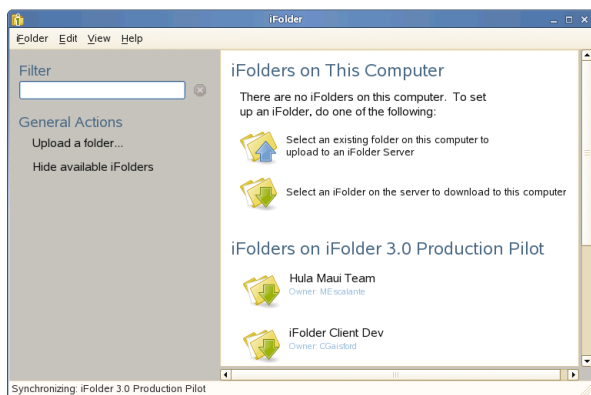 iFolder
iFolder Edit View Help
Filter
General Actions
Upload a folder...
Hide available iFolders
iFolders on This Computer
There are no iFolders on this computer. To set
up an iFolder, do one of the following:
Select an existing folder on this computer to
upload to an iFolder Server
Select an iFolder on the server to download to this computer
iFolders on iFolder 3.0 Production Pilot
Hula Maui Team
Owner: MEscalante
iFolder Client Dev
Owner: CGaisford
Synchronizing: iFolder 3.0 Production Pilot